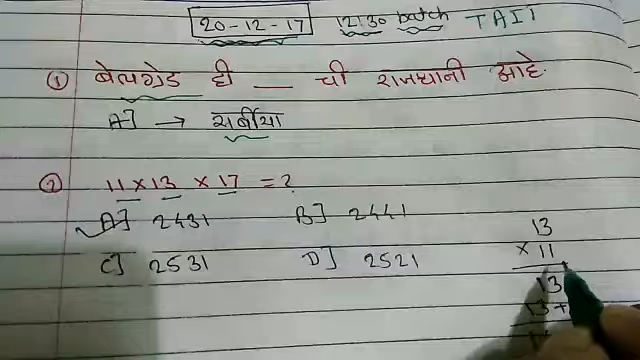 20-12-17 12:30 batch TAIT
① बेलग्रेड ही ___ ची राजधानी आहे.
A] → सर्बीया
② 11 × 13 × 17 = ?
A] 2431 B] 2441
C] 2531 D] 2521
13
× 11
13
13+